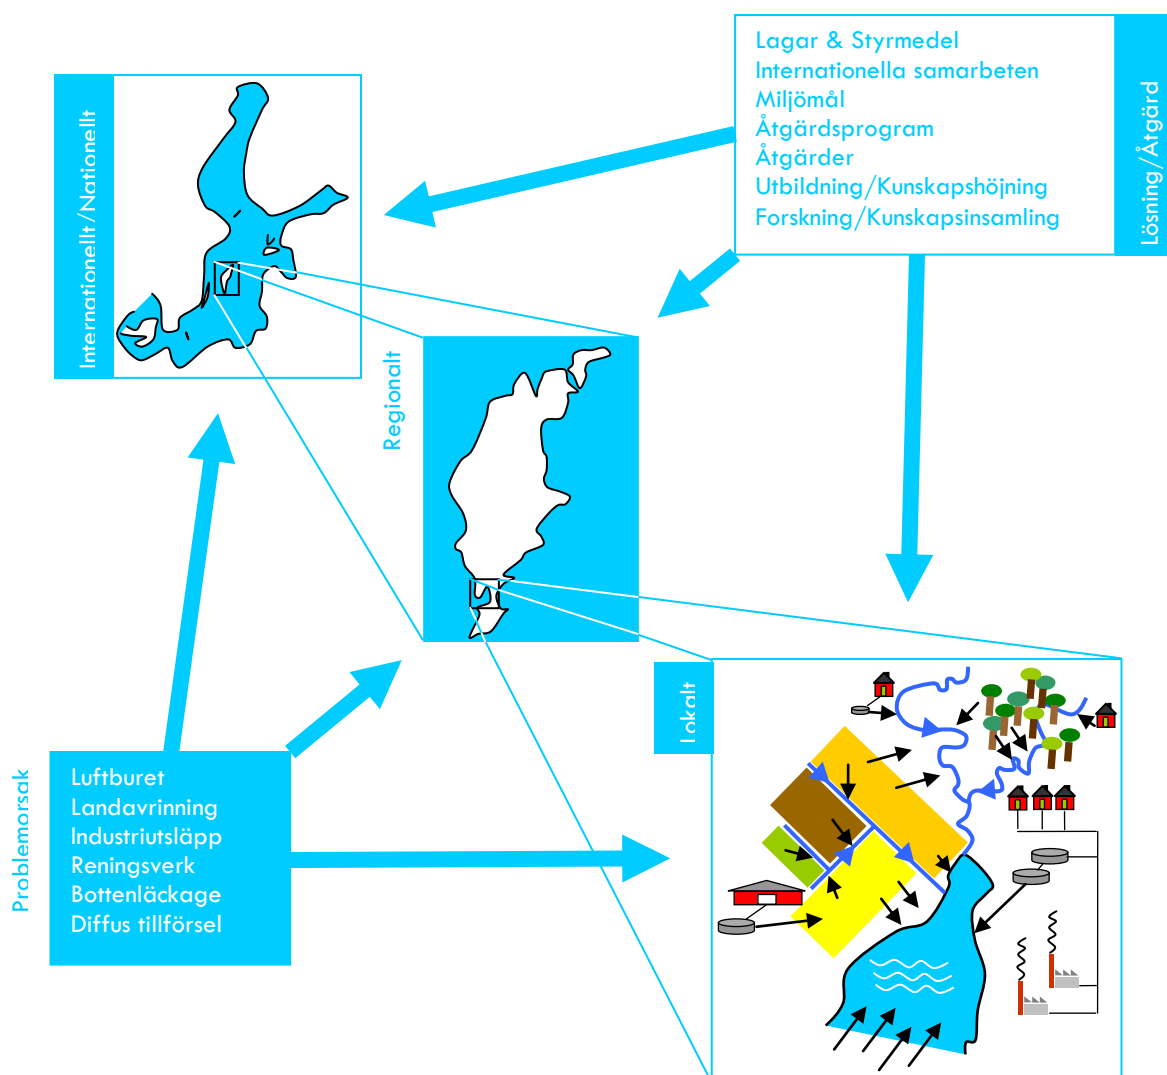 Lagar & Styrmedel
Internationella samarbeten
Miljömål
Åtgärdsprogram
Åtgärder
Utbildning/Kunskapshöjning
Forskning/Kunskapsinsamling
Lösning/Åtgärd
Internationellt/Nationellt
Regionalt
Lokalt
Problemorsak
Luftburet
Landavrinning
Industriutsläpp
Reningsverk
Bottenläckage
Diffus tillförsel